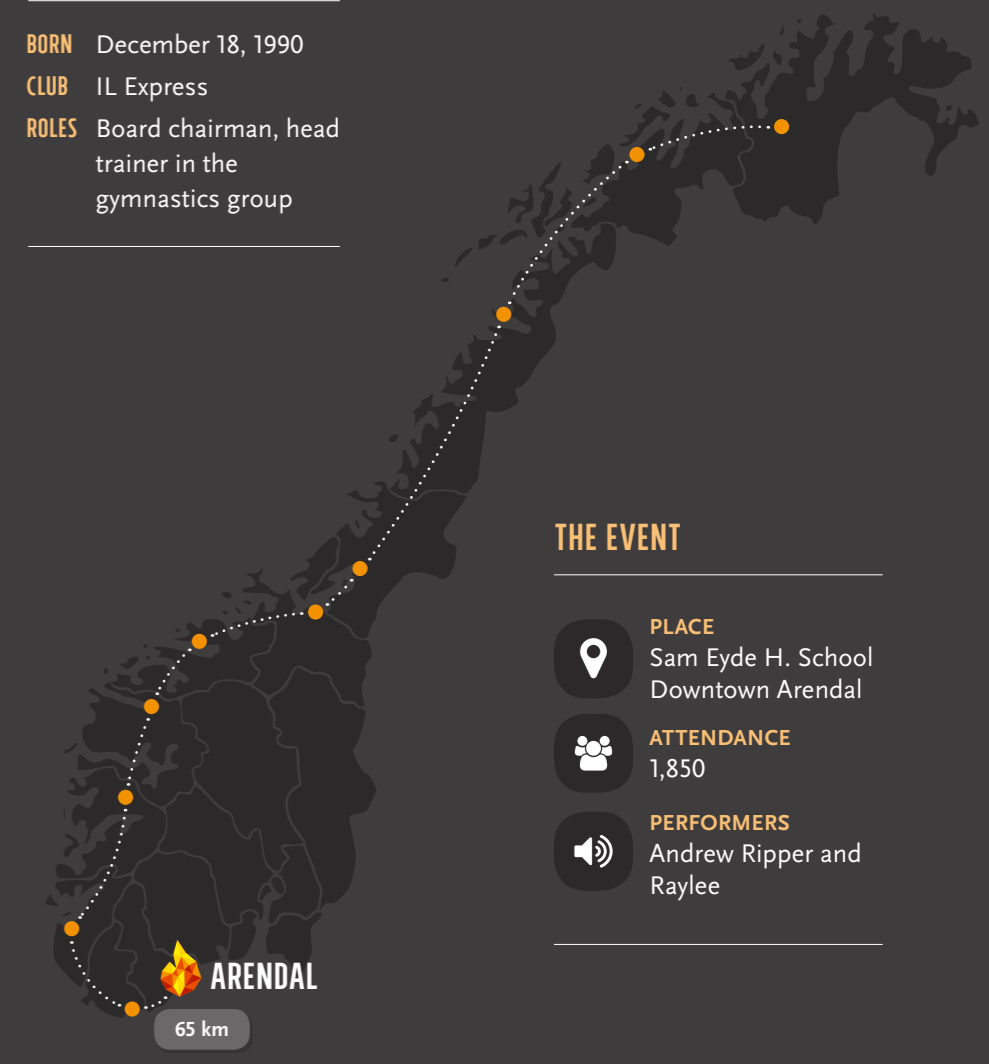 BORN December 18, 1990
CLUB IL Express
ROLES Board chairman, head
trainer in the
gymnastics group
THE EVENT
PLACE
Sam Eyde H. School
Downtown Arendal
ATTENDANCE
1,850
PERFORMERS
Andrew Ripper and
Raylee
ARENDAL
65 km